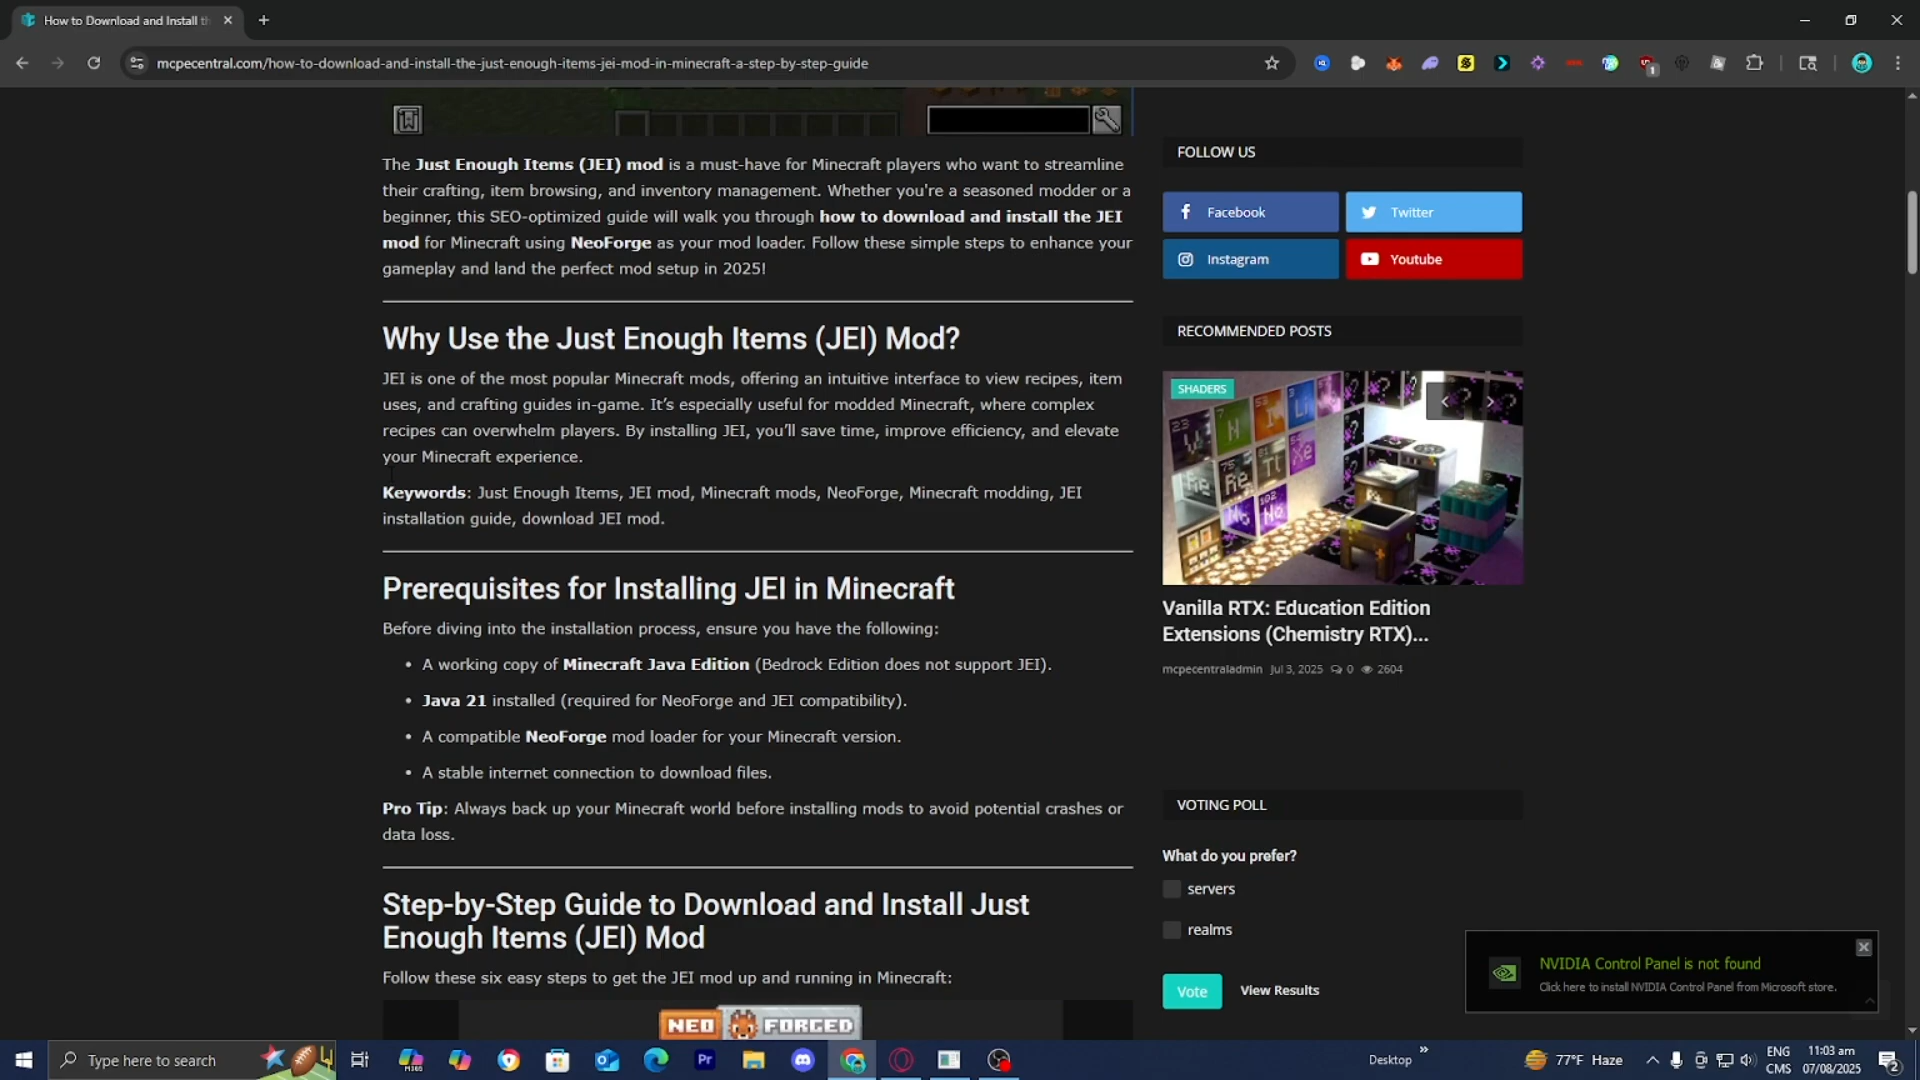 How to Download and Install th
mcpecentral.com/how-to-download-and-install-the-just-enough-items-jei-mod-in-minecraft-a-step-by-step-guide
1
The Just Enough Items (JEI) mod is a must-have for Minecraft players who want to streamline
their crafting, item browsing, and inventory management. Whether you're a seasoned modder or a
beginner, this SEO-optimized guide will walk you through how to download and install the JEI
mod for Minecraft using NeoForge as your mod loader. Follow these simple steps to enhance your
gameplay and land the perfect mod setup in 2025!
Why Use the Just Enough Items (JEI) Mod?
JEI is one of the most popular Minecraft mods, offering an intuitive interface to view recipes, item
uses, and crafting guides in-game. It’s especially useful for modded Minecraft, where complex
recipes can overwhelm players. By installing JEI, you’ll save time, improve efficiency, and elevate
your Minecraft experience.
Keywords: Just Enough Items, JEI mod, Minecraft mods, NeoForge, Minecraft modding, JEI
installation guide, download JEI mod.
Prerequisites for Installing JEI in Minecraft
Before diving into the installation process, ensure you have the following:
• A working copy of Minecraft Java Edition (Bedrock Edition does not support JEI).
• Java 21 installed (required for NeoForge and JEI compatibility).
• A compatible NeoForge mod loader for your Minecraft version.
• A stable internet connection to download files.
Pro Tip: Always back up your Minecraft world before installing mods to avoid potential crashes or
data loss.
Step-by-Step Guide to Download and Install Just
Enough Items (JEI) Mod
Follow these six easy steps to get the JEI mod up and running in Minecraft:
NEO FORGED
FOLLOW US
Facebook
Twitter
Instagram
Youtube
RECOMMENDED POSTS
SHADERS
Vanilla RTX: Education Edition
Extensions (Chemistry RTX)...
mcpecentraladmin Jul 3, 2025 0 2604
VOTING POLL
What do you prefer?
servers
realms
Vote
View Results
NVIDIA Control Panel is not found
Click here to install NVIDIA Control Panel from Microsoft store.
Type here to search
M365
Pr
Desktop
77°F Haze
ENG
CMS
11:03 am
07/08/2025
2